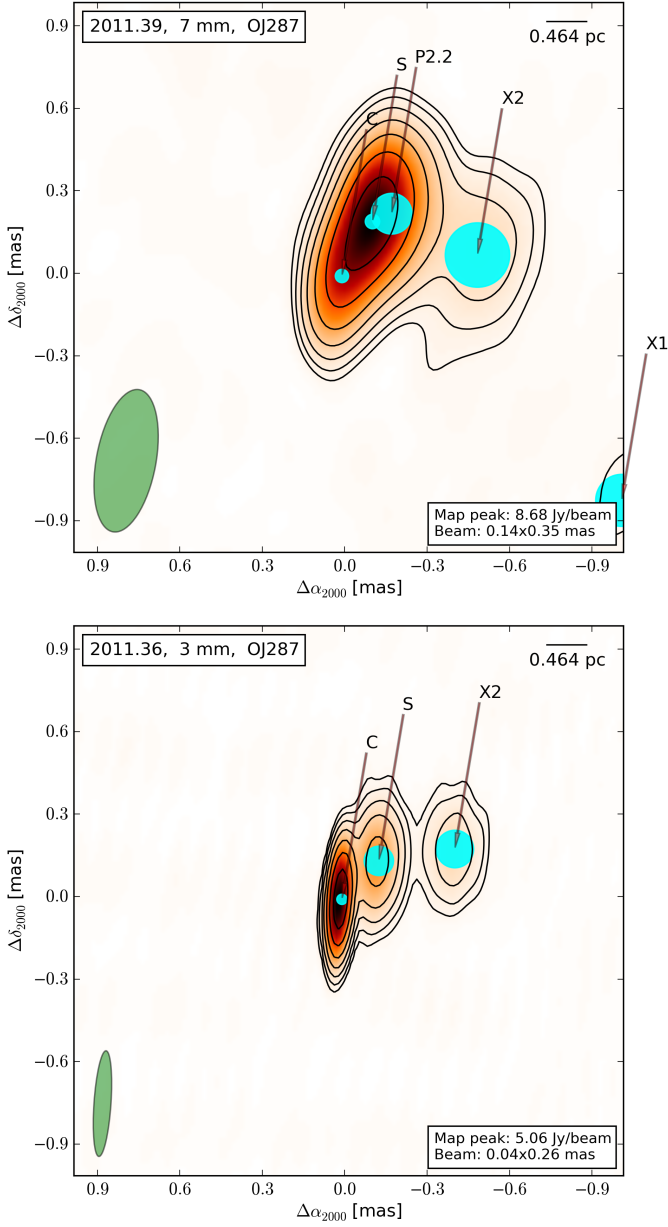 2011.39, 7 mm, OJ287
0.464 pc
P2.2
S
X2
C
X1
0.9
0.6
0.3
0.0
−0.3
−0.6
−0.9
Δδ2000 [mas]
Map peak: 8.68 Jy/beam
Beam: 0.14x0.35 mas
0.9 0.6 0.3 0.0 −0.3 −0.6 −0.9
Δα2000 [mas]
2011.36, 3 mm, OJ287
0.464 pc
X2
S
C
0.9
0.6
0.3
0.0
−0.3
−0.6
−0.9
Δδ2000 [mas]
Map peak: 5.06 Jy/beam
Beam: 0.04x0.26 mas
0.9 0.6 0.3 0.0 −0.3 −0.6 −0.9
Δα2000 [mas]